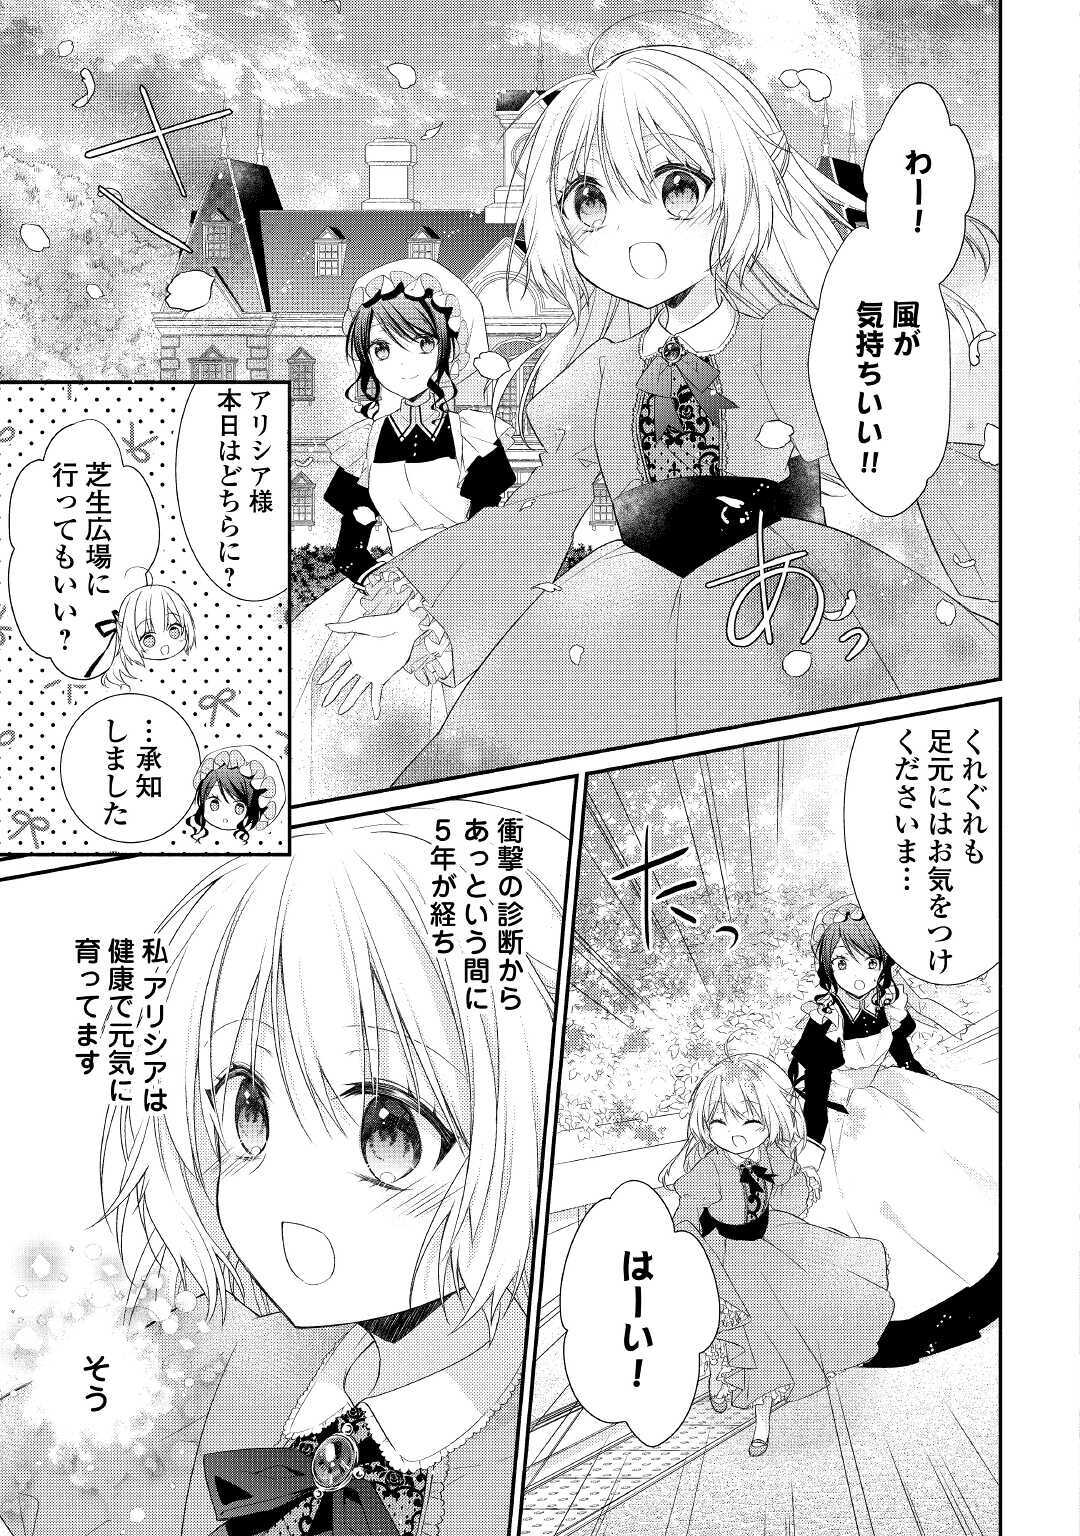 わー！
風が
気持ちいい!!
ああっ
アリシア様
本日はどちらに？
芝生広場に
行ってもいい？
…承知
しました
くれぐれも
足元にはお気をつけ
くださいま…
たっ
はーい！
衝撃の診断から
あっという間に
５年が経ち
私 アリシアは
健康で元気に
育ってます
そう